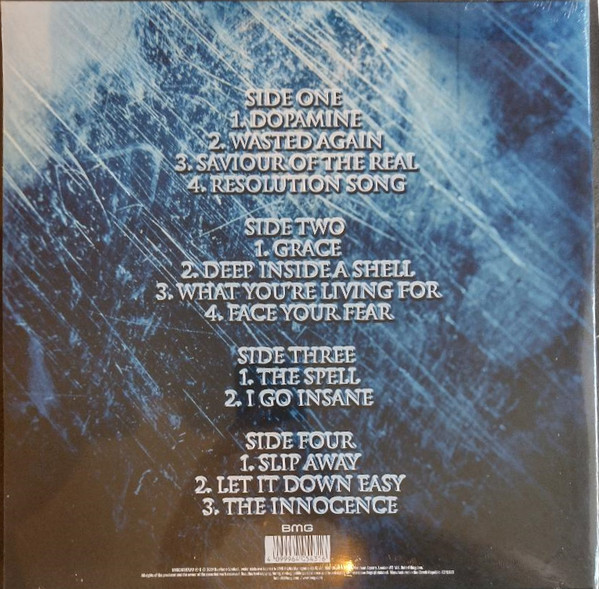 SIDE ONE
1. DOPAMINE
2. WASTED AGAIN
3. SAVIOUR OF THE REAL
4. RESOLUTION SONG
SIDE TWO
1. GRACE
2. DEEP INSIDE A SHELL
3. WHAT YOU'RE LIVING FOR
4. FACE YOUR FEAR
SIDE THREE
1. THE SPELL
2. I GO INSANE
SIDE FOUR
1. SLIP AWAY
2. LET IT DOWN EASY
3. THE INNOCENCE
BMG